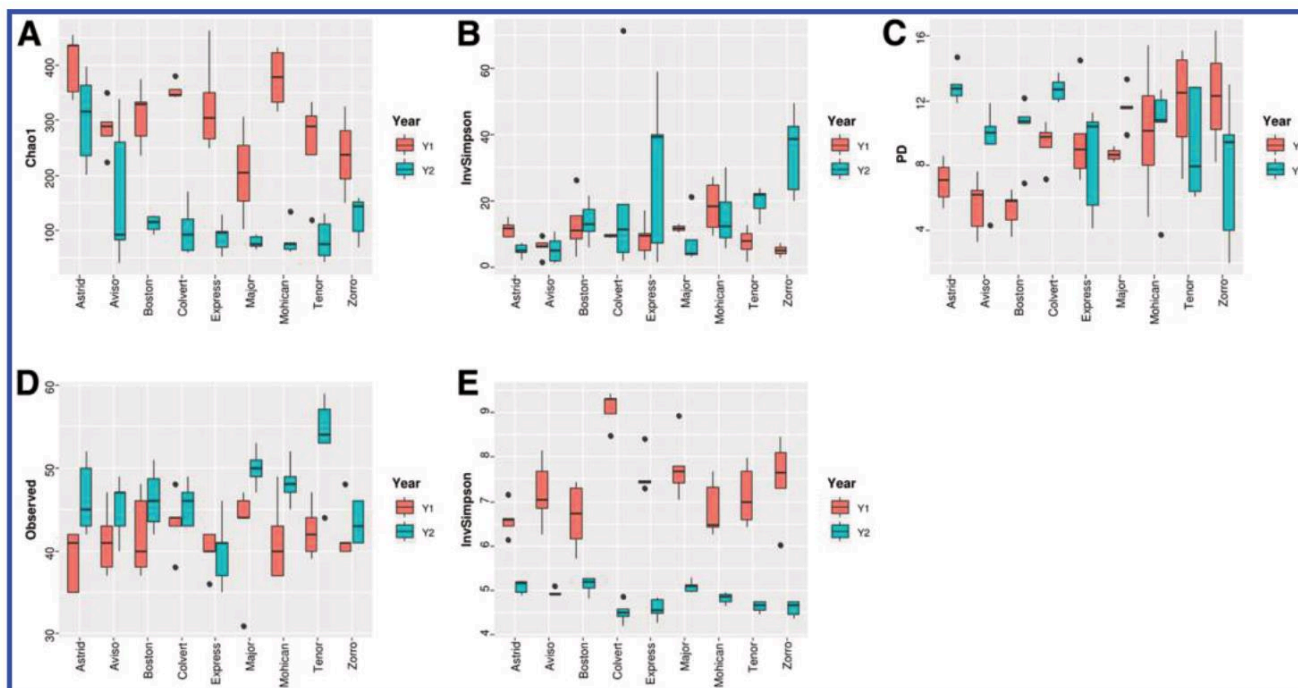 A
Chao1
400
300
200
100
Astrid
Aviso
Boston
Colvert
Express
Major
Mohican
Tenor
Zorro
Year
Y1
Y2
B
InvSimpson
60
40
20
0
Astrid
Aviso
Boston
Colvert
Express
Major
Mohican
Tenor
Zorro
Year
Y1
Y2
C
PD
16
12
8
4
Astrid
Aviso
Boston
Colvert
Express
Major
Mohican
Tenor
Zorro
Year
Y
Y
D
Observed
60
50
40
30
Astrid
Aviso
Boston
Colvert
Express
Major
Mohican
Tenor
Zorro
Year
Y1
Y2
E
InvSimpson
9
8
7
6
5
4
Astrid
Aviso
Boston
Colvert
Express
Major
Mohican
Tenor
Zorro
Year
Y1
Y2